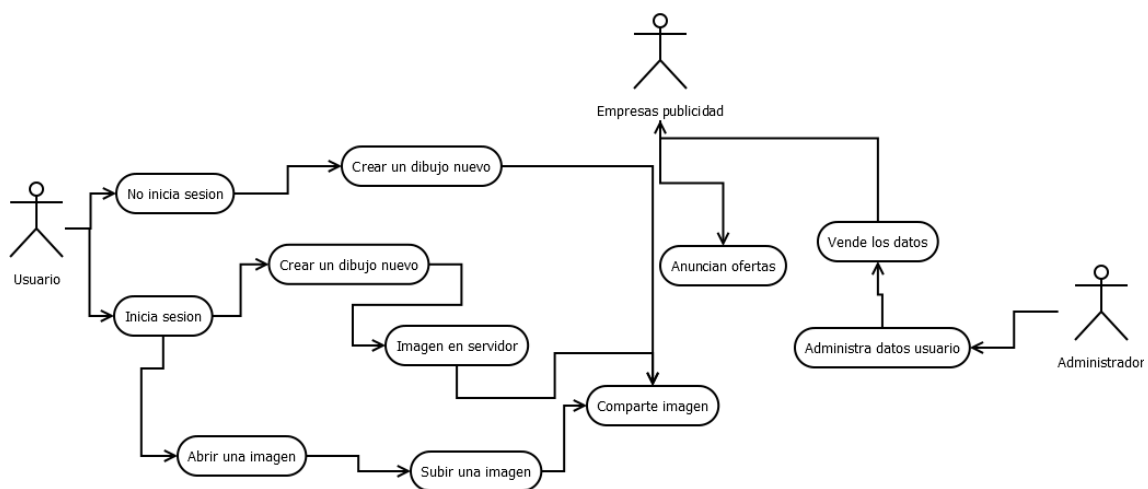 Empresas publicidad
Crear un dibujo nuevo
No inicia sesion
Usuario
Vende los datos
Crear un dibujo nuevo
Anuncian ofertas
Inicia sesion
Imagen en servidor
Administra datos usuario
Administrador
Comparte imagen
Abrir una imagen
Subir una imagen